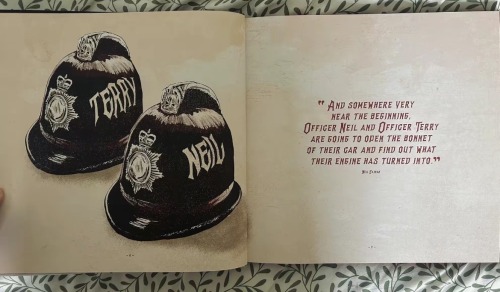 TERRY
NEIL
" And somewhere very
near the beginning,
Officer Neil and Officer Terry
are going to open the bonnet
of their car and find out what
their engine has turned into."